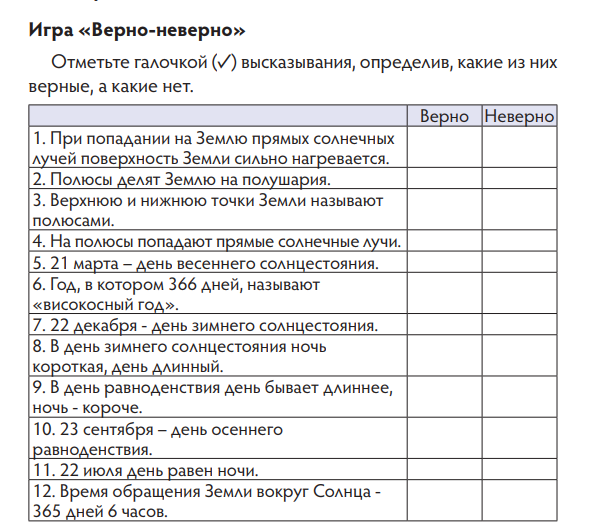 Игра «Верно-неверно»
Отметьте галочкой (✓) высказывания, определив, какие из них
верные, а какие нет.
Верно Неверно
1. При попадании на Землю прямых солнечных
лучей поверхность Земли сильно нагревается.
2. Полюсы делят Землю на полушария.
3. Верхнюю и нижнюю точки Земли называют
полюсами.
4. На полюсы попадают прямые солнечные лучи.
5. 21 марта – день весеннего солнцестояния.
6. Год, в котором 366 дней, называют
«високосный год».
7. 22 декабря - день зимнего солнцестояния.
8. В день зимнего солнцестояния ночь
короткая, день длинный.
9. В день равноденствия день бывает длиннее,
ночь - короче.
10. 23 сентября – день осеннего
равноденствия.
11. 22 июля день равен ночи.
12. Время обращения Земли вокруг Солнца -
365 дней 6 часов.